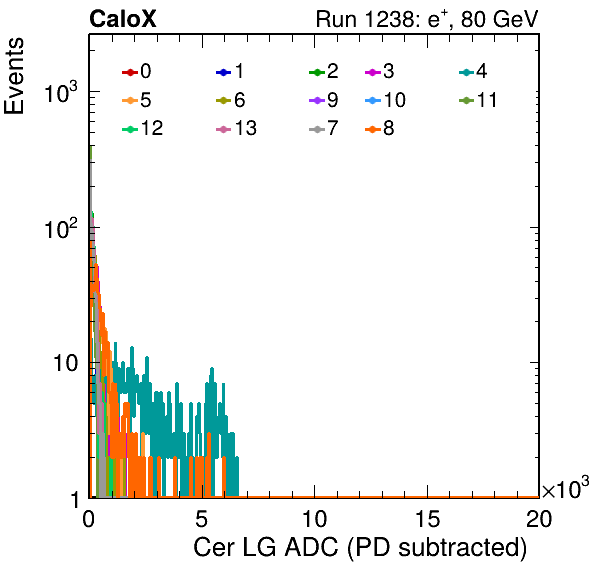 CaloX Run 1238: e⁺, 80 GeV
Events
0 1 2 3 4
5 6 9 10 11
12 13 7 8
10³
10²
10
1
0 5 10 15 20
×10³
Cer LG ADC (PD subtracted)